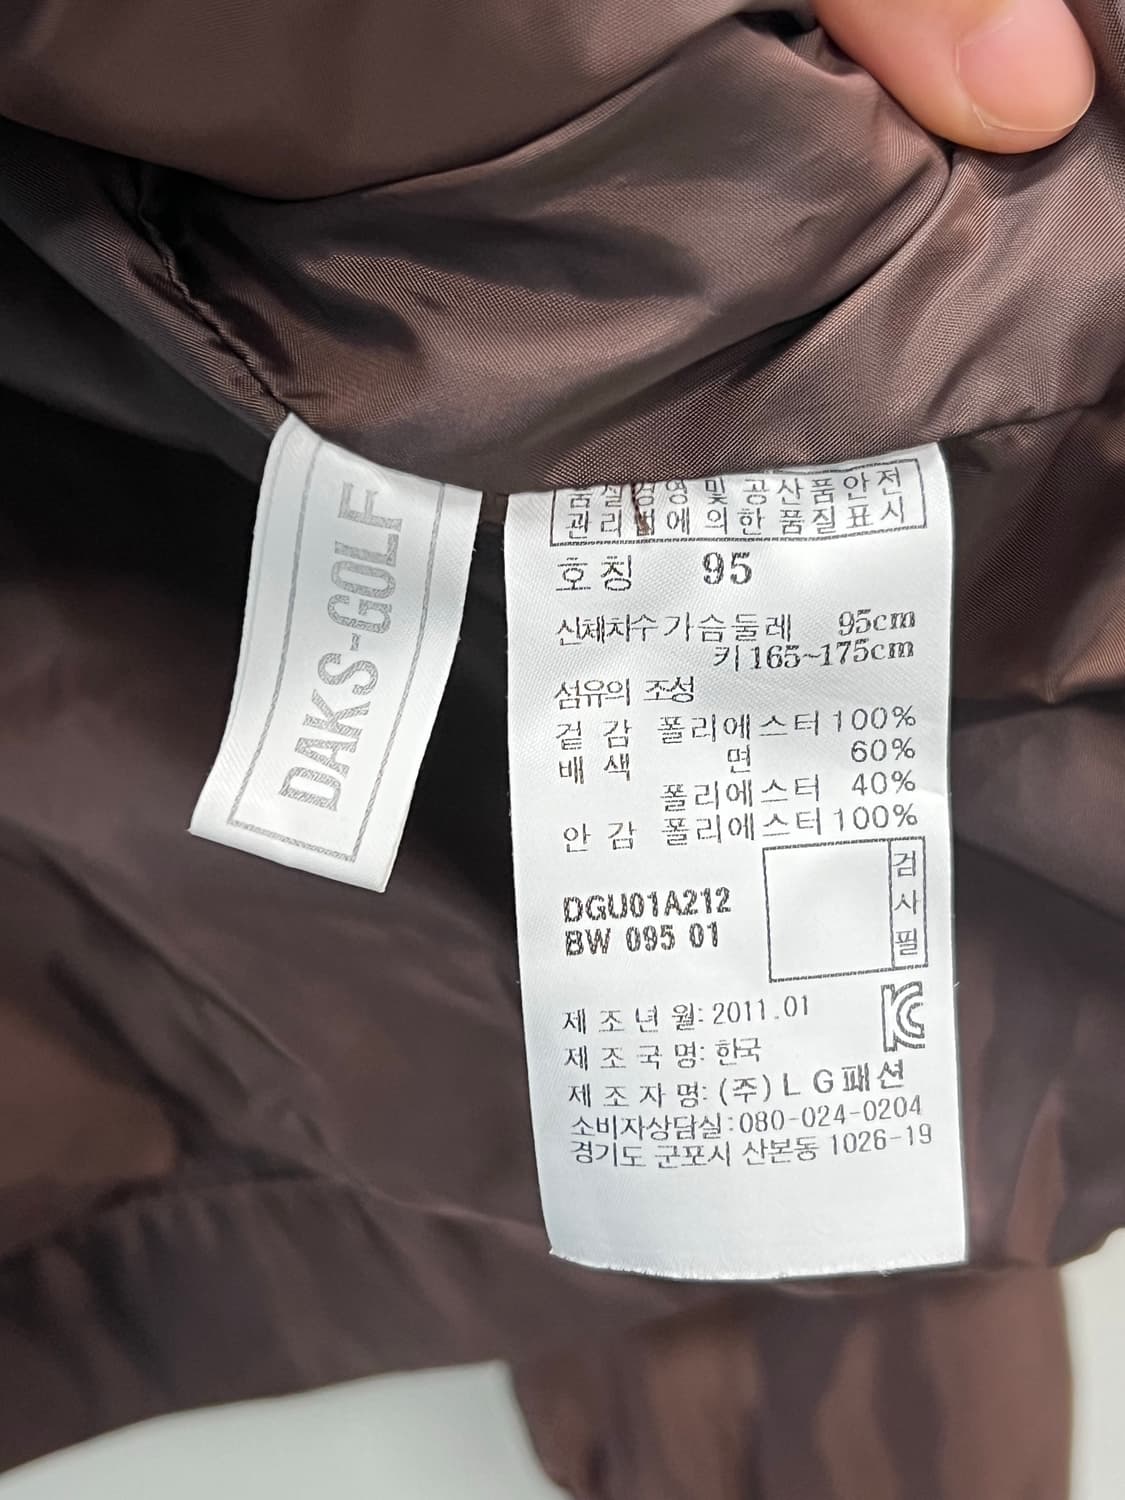 DAKS-GOLF
품질경영 및 공산품안전
관리법에 의한 품질표시
호칭 95
신체치수 가슴둘레 95cm
키 165~175cm
섬유의 조성
겉 감 폴리에스터 100%
배 색 면 60%
폴리에스터 40%
안 감 폴리에스터 100%
검사필
DGU01A212
BW 095 01
제 조 년 월: 2011.01
KC
제 조 국 명: 한국
제 조 자 명: (주) L G 패션
소비자상담실:080-024-0204
경기도 군포시 산본동 1026-19